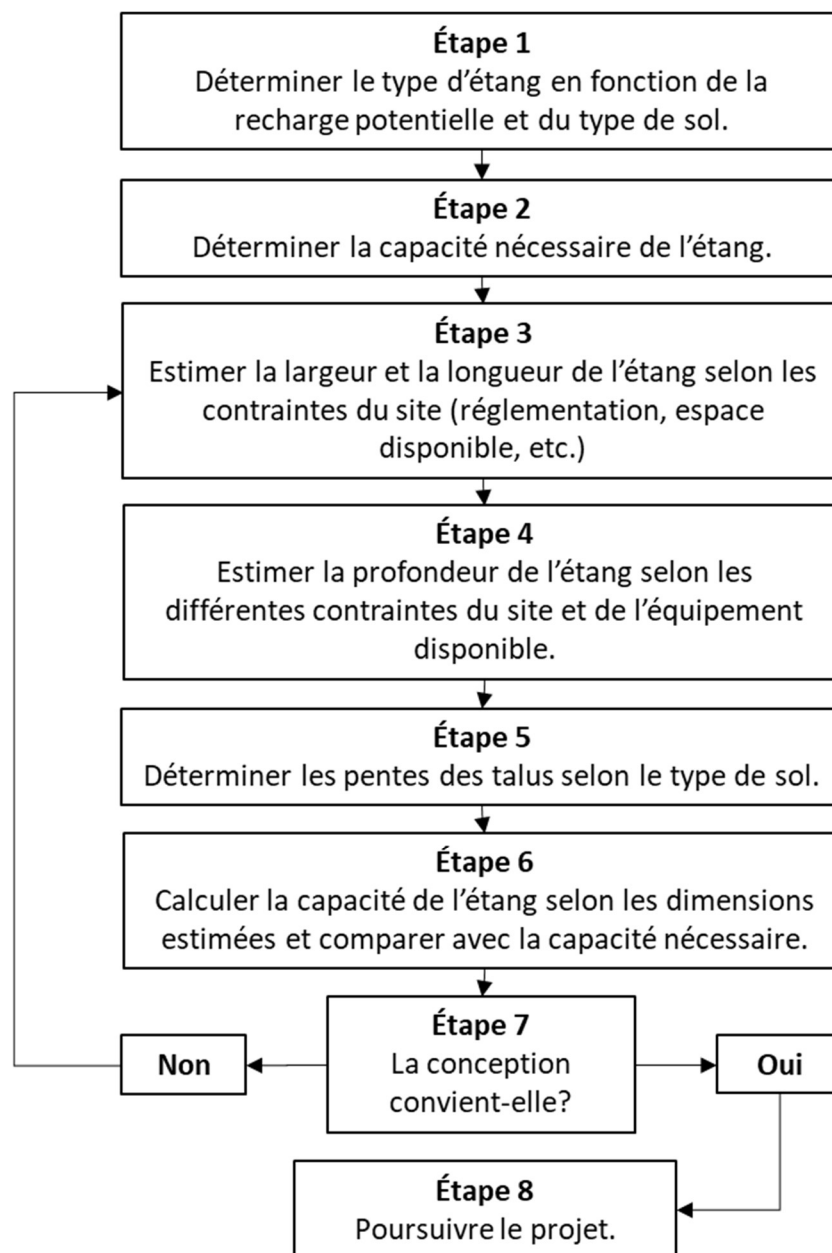 Étape 1
Déterminer le type d’étang en fonction de la
recharge potentielle et du type de sol.
Étape 2
Déterminer la capacité nécessaire de l’étang.
Étape 3
Estimer la largeur et la longueur de l’étang selon les
contraintes du site (réglementation, espace
disponible, etc.)
Étape 4
Estimer la profondeur de l’étang selon les
différentes contraintes du site et de l’équipement
disponible.
Étape 5
Déterminer les pentes des talus selon le type de sol.
Étape 6
Calculer la capacité de l’étang selon les dimensions
estimées et comparer avec la capacité nécessaire.
Étape 7
La conception
convient-elle?
Non
Oui
Étape 8
Poursuivre le projet.